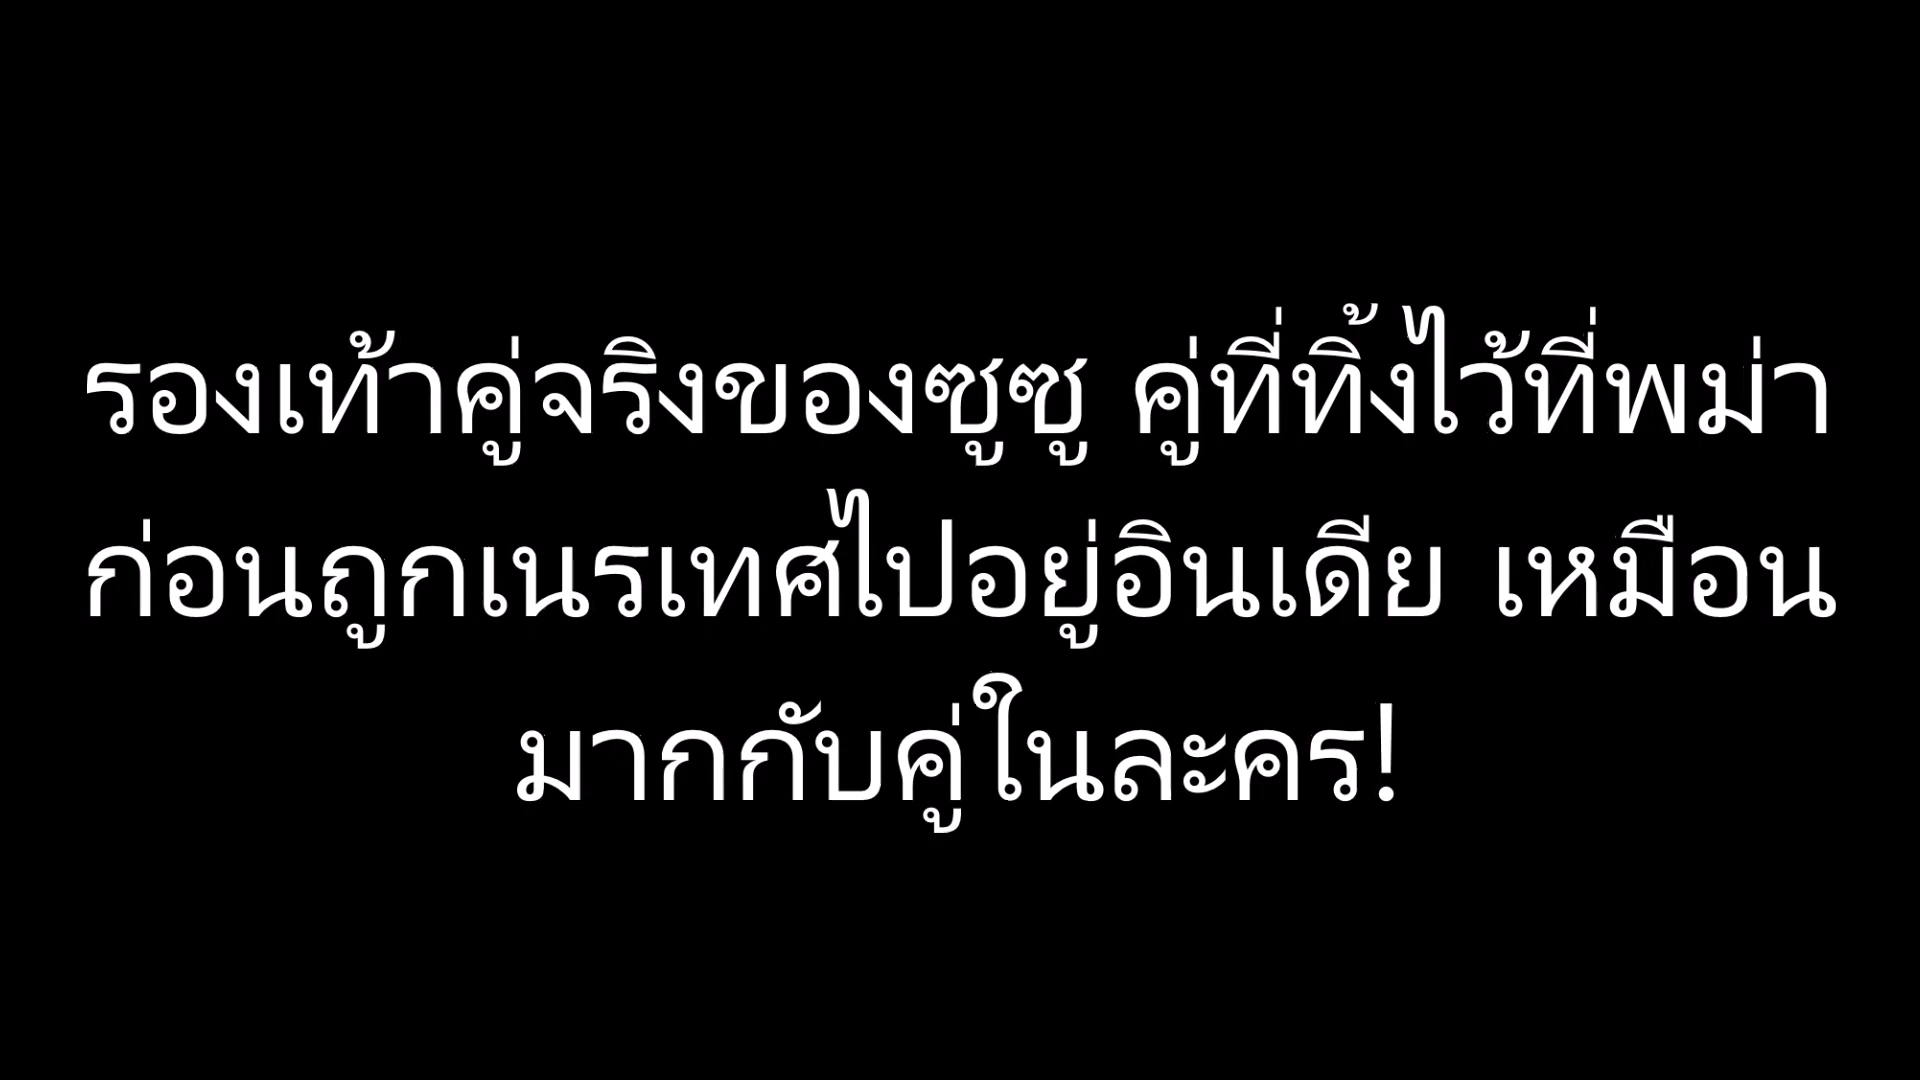 รองเท้าคู่จริงของซูซู คู่ที่ทิ้งไว้ที่พม่า
ก่อนถูกเนรเทศไปอยู่อินเดีย เหมือน
มากกับคู่ในละคร!